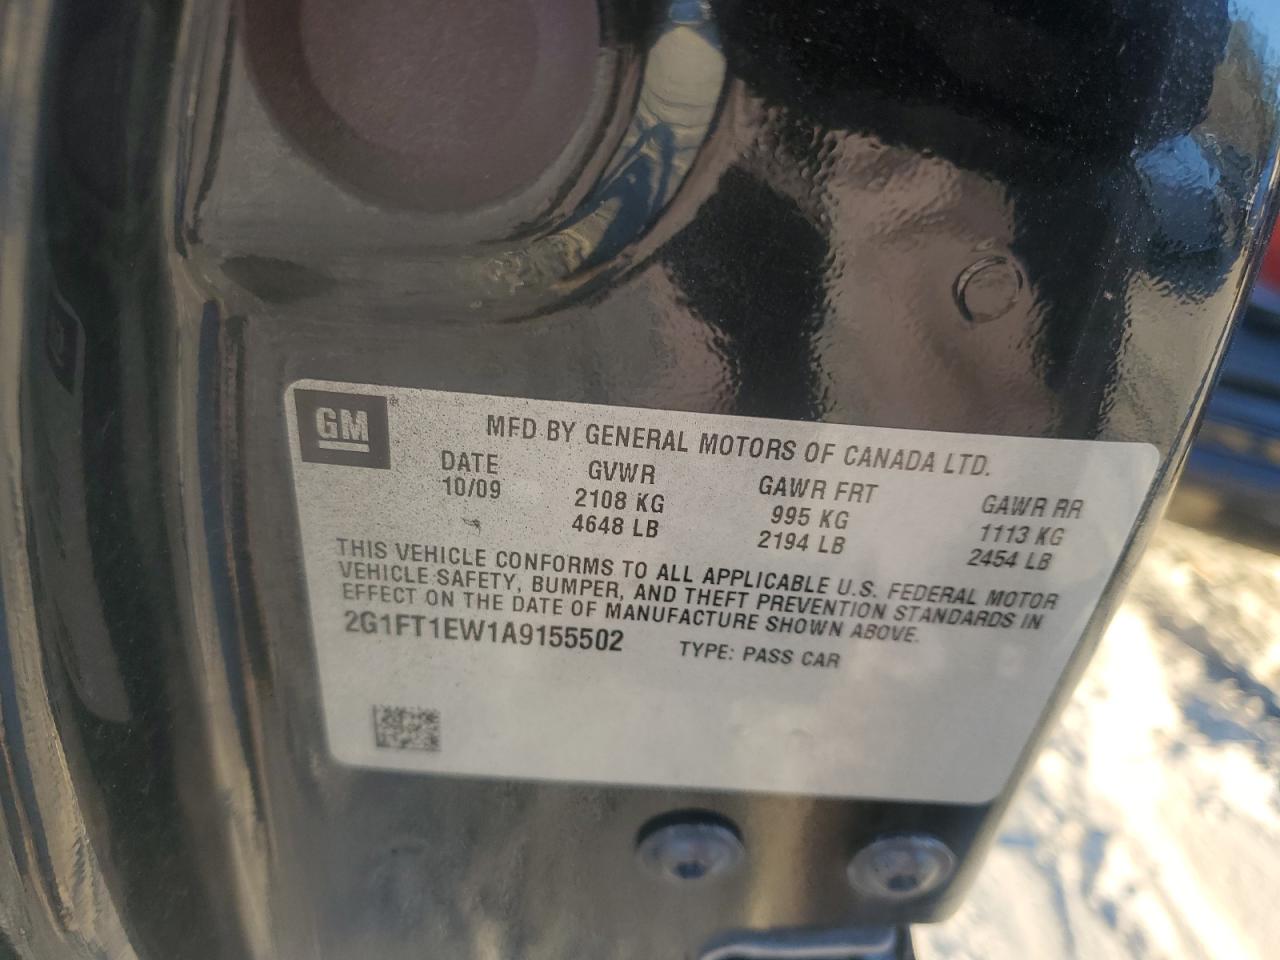 GM
MFD BY GENERAL MOTORS OF CANADA LTD.
DATE GVWR GAWR FRT GAWR RR
10/09 2108 KG 995 KG 1113 KG
4648 LB 2194 LB 2454 LB
THIS VEHICLE CONFORMS TO ALL APPLICABLE U.S. FEDERAL MOTOR
VEHICLE SAFETY, BUMPER, AND THEFT PREVENTION STANDARDS IN
EFFECT ON THE DATE OF MANUFACTURE SHOWN ABOVE.
2G1FT1EW1A9155502 TYPE: PASS CAR